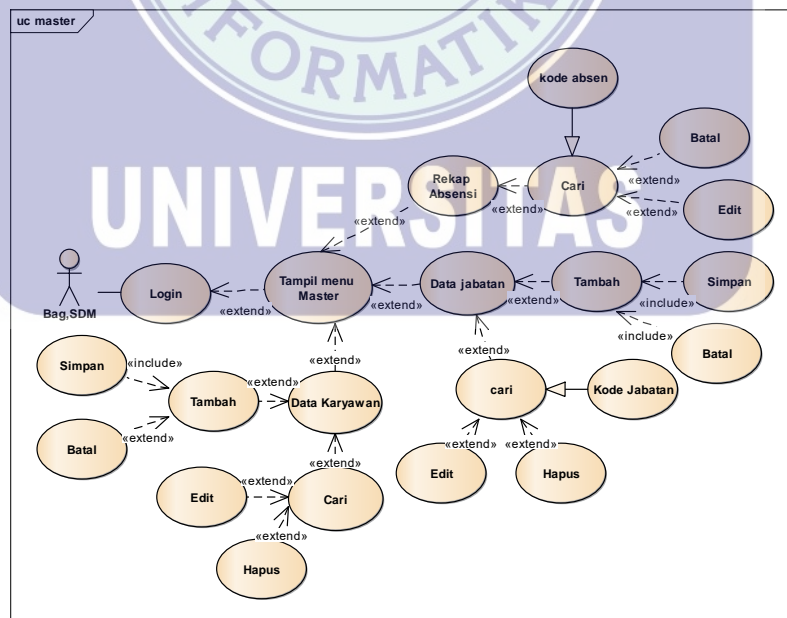 uc master
FORMATIK
UNIVERSITAS
kode absen
Batal
Cari
Rekap
Absensi
«extend»
«extend»
«extend»
«extend»
Edit
Bag,SDM
Login
«extend»
Tampil menu
Master
«extend»
Data jabatan
«extend»
Tambah
«include»
Simpan
«include»
Batal
Simpan
«include»
Tambah
«extend»
Data Karyawan
«extend»
Batal
«extend»
«extend»
cari
Kode Jabatan
«extend»
Edit
«extend»
Hapus
«extend»
Edit
«extend»
Cari
«extend»
Hapus